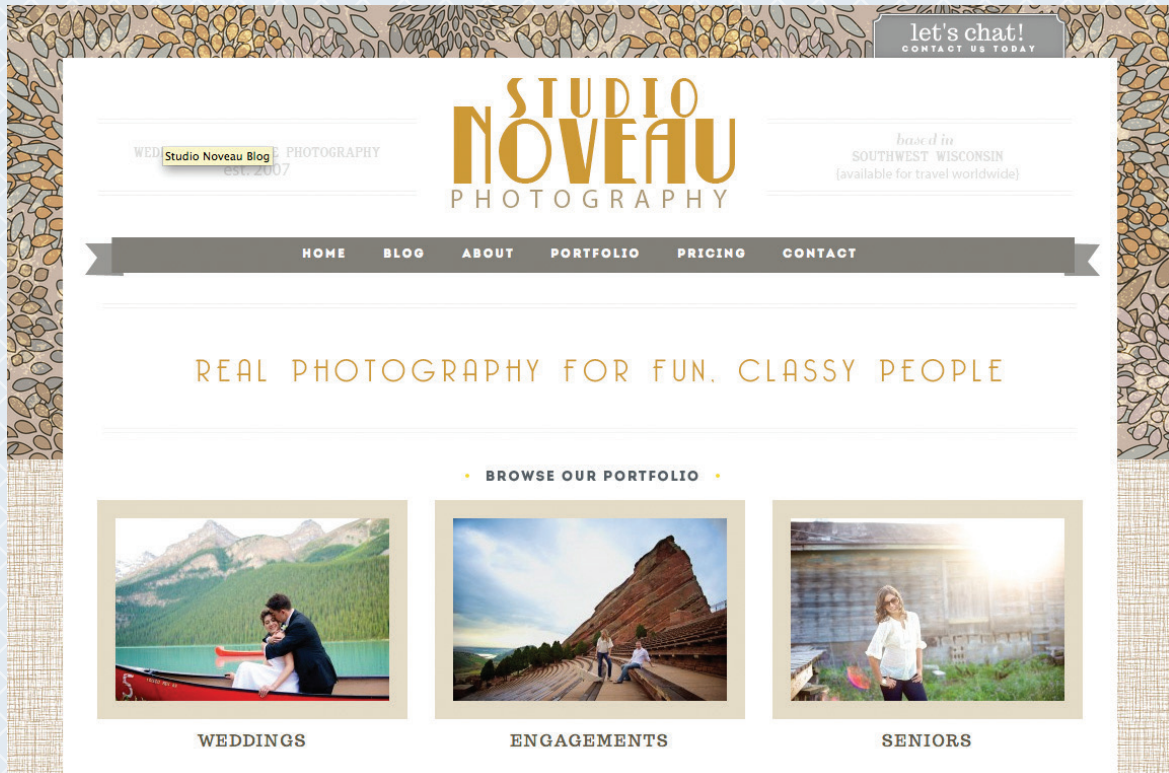 let's chat!
CONTACT US TODAY
STUDIO
NOVEAU
PHOTOGRAPHY
WED PHOTOGRAPHY
est. 2007
Studio Noveau Blog
based in
SOUTHWEST WISCONSIN
(available for travel worldwide)
HOME BLOG ABOUT PORTFOLIO PRICING CONTACT
REAL PHOTOGRAPHY FOR FUN, CLASSY PEOPLE
• BROWSE OUR PORTFOLIO •
5
WEDDINGS
ENGAGEMENTS
SENIORS